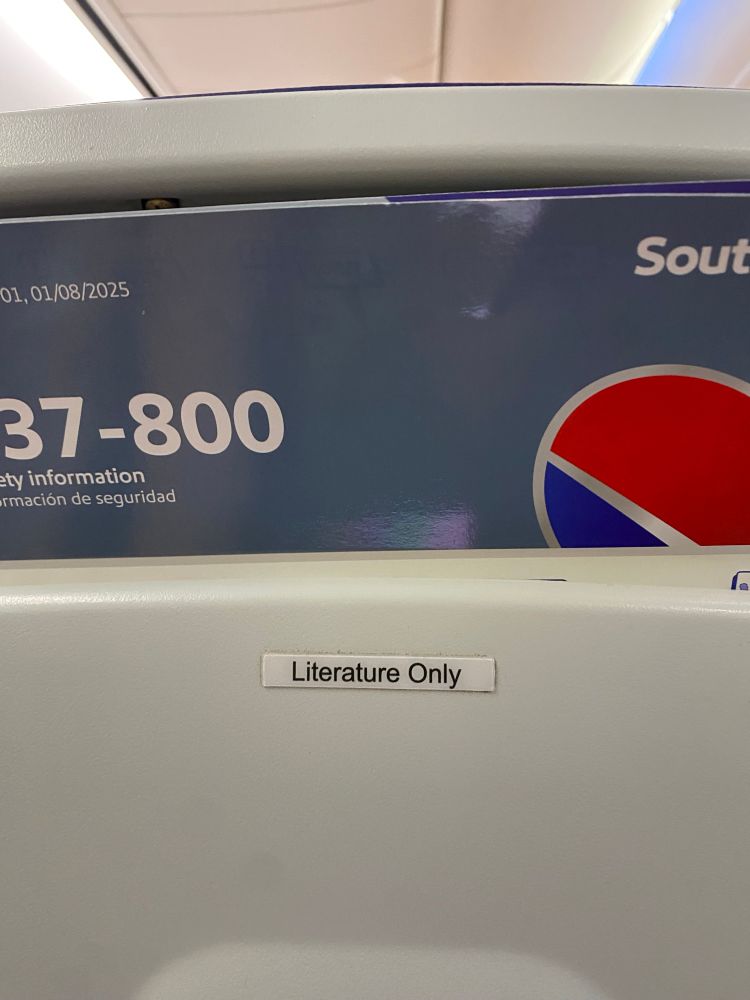 Sout
01, 01/08/2025
37-800
ety information
ormación de seguridad
Literature Only